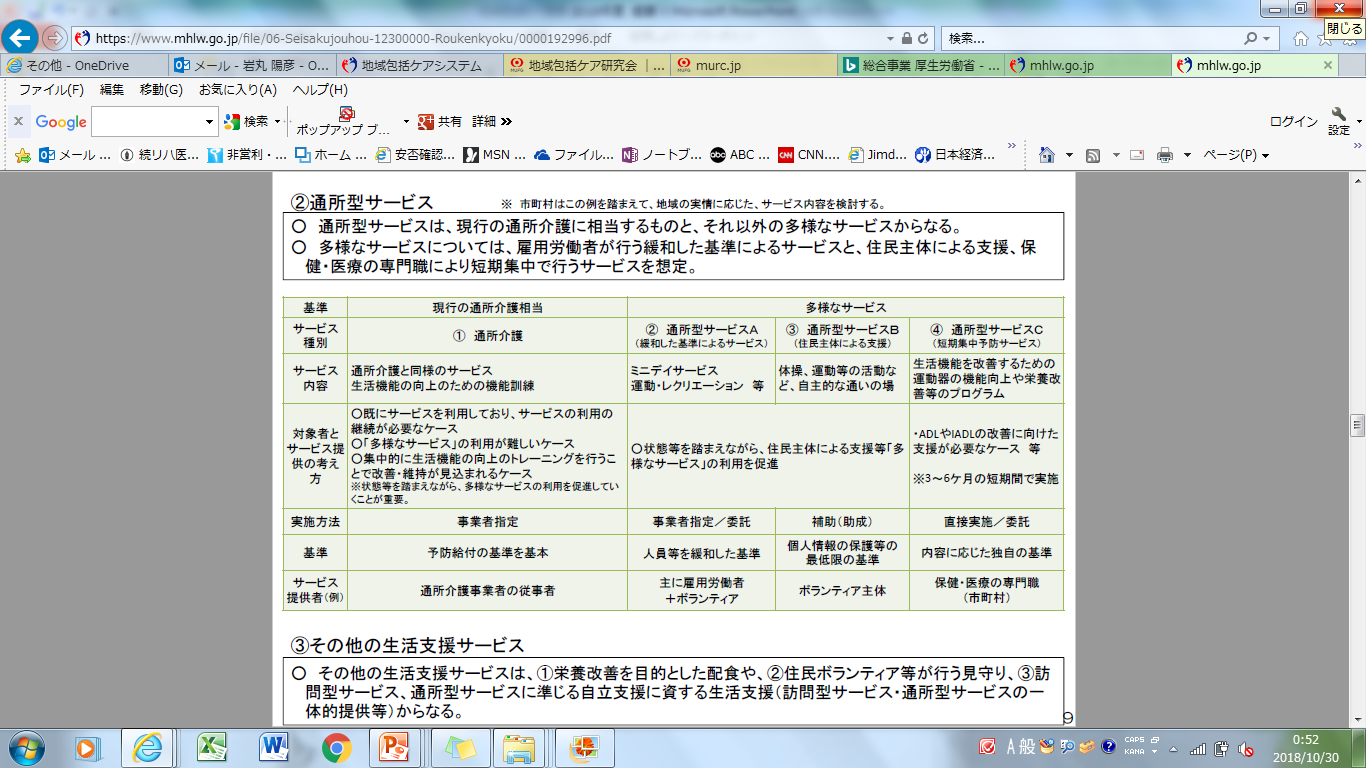 閉じる
https://www.mhlw.go.jp/file/06-Seisakujouhou-12300000-Roukenkyoku/0000192996.pdf
検索...
その他 - OneDrive
メール - 岩丸 陽彦 - O...
地域包括ケアシステム
地域包括ケア研究会 | ...
murc.jp
総合事業 厚生労働省 - ...
mhlw.go.jp
mhlw.go.jp
ファイル(F) 編集 移動(G) お気に入り(A) ヘルプ(H)
x Google 検索 ポップアップ ブ... 共有 詳細 ログイン 設定
メール ... 続リハ医... 非営利・... ホーム ... 安否確認... MSN ... ファイル... ノートブ... ABC ... CNN.... Jimd... 日本経済... ページ(P)
②通所型サービス ※ 市町村はこの例を踏まえて、地域の実情に応じた、サービス内容を検討する。
○ 通所型サービスは、現行の通所介護に相当するものと、それ以外の多様なサービスからなる。
○ 多様なサービスについては、雇用労働者が行う緩和した基準によるサービスと、住民主体による支援、保
健・医療の専門職により短期集中で行うサービスを想定。
基準 現行の通所介護相当 多様なサービス
サービス
種別
① 通所介護
② 通所型サービスA
(緩和した基準によるサービス)
③ 通所型サービスB
(住民主体による支援)
④ 通所型サービスC
(短期集中予防サービス)
サービス
内容
通所介護と同様のサービス
生活機能の向上のための機能訓練
ミニデイサービス
運動・レクリエーション 等
体操、運動等の活動な
ど、自主的な通いの場
生活機能を改善するための
運動器の機能向上や栄養改
善等のプログラム
対象者と
サービス提
供の考え
方
○既にサービスを利用しており、サービスの利用の
継続が必要なケース
○「多様なサービス」の利用が難しいケース
○集中的に生活機能の向上のトレーニングを行うこ
とで改善・維持が見込まれるケース
※状態等を踏まえながら、多様なサービスの利用を促進してい
くことが重要。
○状態等を踏まえながら、住民主体による支援等「多
様なサービス」の利用を促進
・ADLやIADLの改善に向けた
支援が必要なケース 等
※3～6ケ月の短期間で実施
実施方法 事業者指定 事業者指定／委託 補助(助成) 直接実施／委託
基準
予防給付の基準を基本
人員等を緩和した基準
個人情報の保護等の
最低限の基準
内容に応じた独自の基準
サービス
提供者(例)
通所介護事業者の従事者
主に雇用労働者
＋ボランティア
ボランティア主体
保健・医療の専門職
(市町村)
③その他の生活支援サービス
○ その他の生活支援サービスは、①栄養改善を目的とした配食や、②住民ボランティア等が行う見守り、③訪
問型サービス、通所型サービスに準じる自立支援に資する生活支援(訪問型サービス・通所型サービスの一
体的提供等)からなる。
9
A 般
CAPS
KANA
0:52
2018/10/30